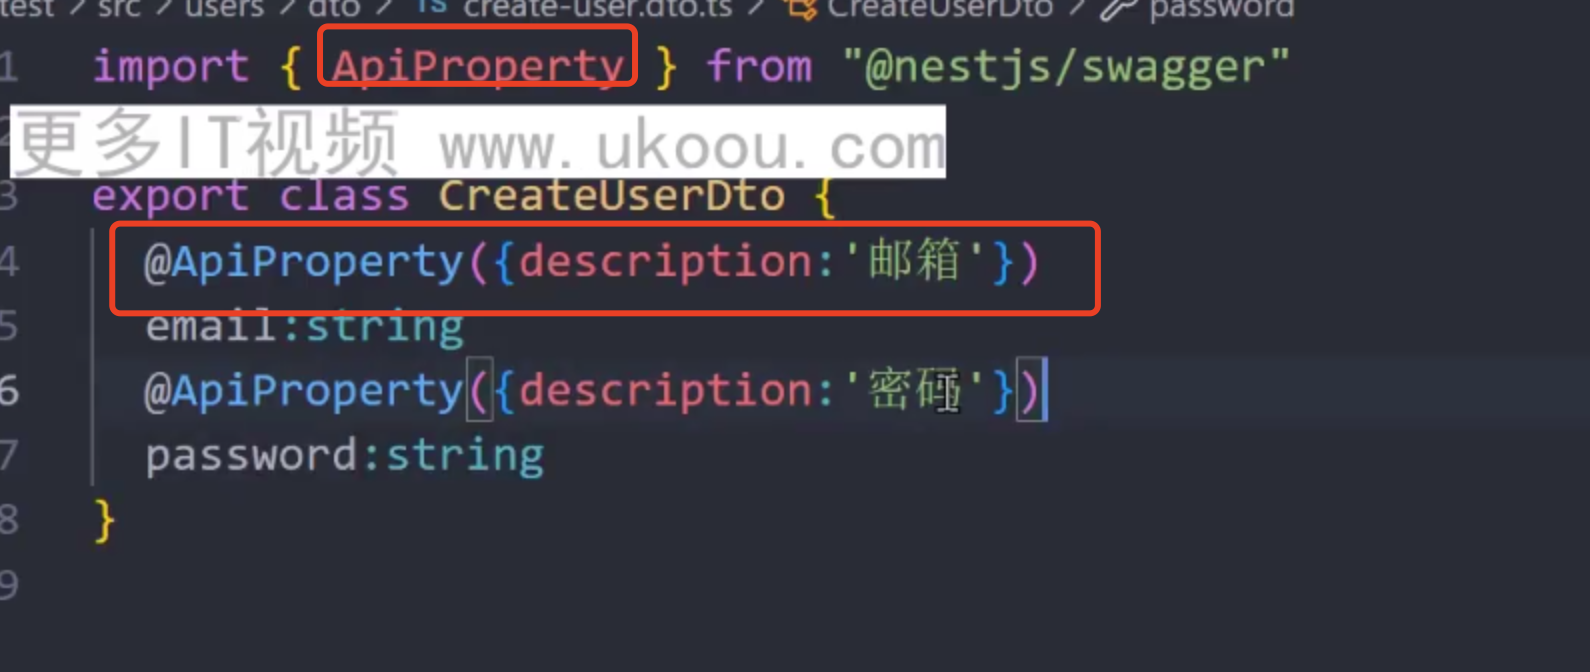 test > src > users > dto > TS create-user.dto.ts > CreateUserDto > password
1 import { ApiProperty } from "@nestjs/swagger"
更多IT视频 www.ukoou.com
3 export class CreateUserDto {
4 @ApiProperty({description:'邮箱'})
5 email:string
6 @ApiProperty({description:'密码'})
7 password:string
8 }
9